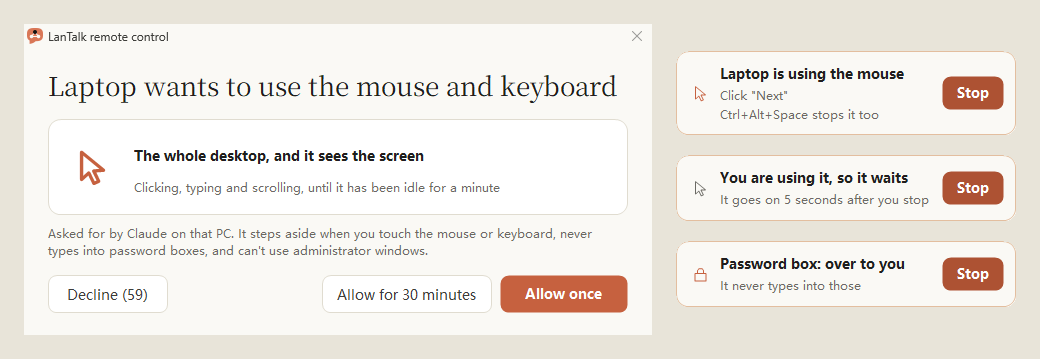 LanTalk remote control
Laptop wants to use the mouse and keyboard
The whole desktop, and it sees the screen
Clicking, typing and scrolling, until it has been idle for a minute
Asked for by Claude on that PC. It steps aside when you touch the mouse or keyboard, never
types into password boxes, and can't use administrator windows.
Decline (59)
Allow for 30 minutes
Allow once
Laptop is using the mouse
Click "Next"
Ctrl+Alt+Space stops it too
Stop
You are using it, so it waits
It goes on 5 seconds after you stop
Stop
Password box: over to you
It never types into those
Stop